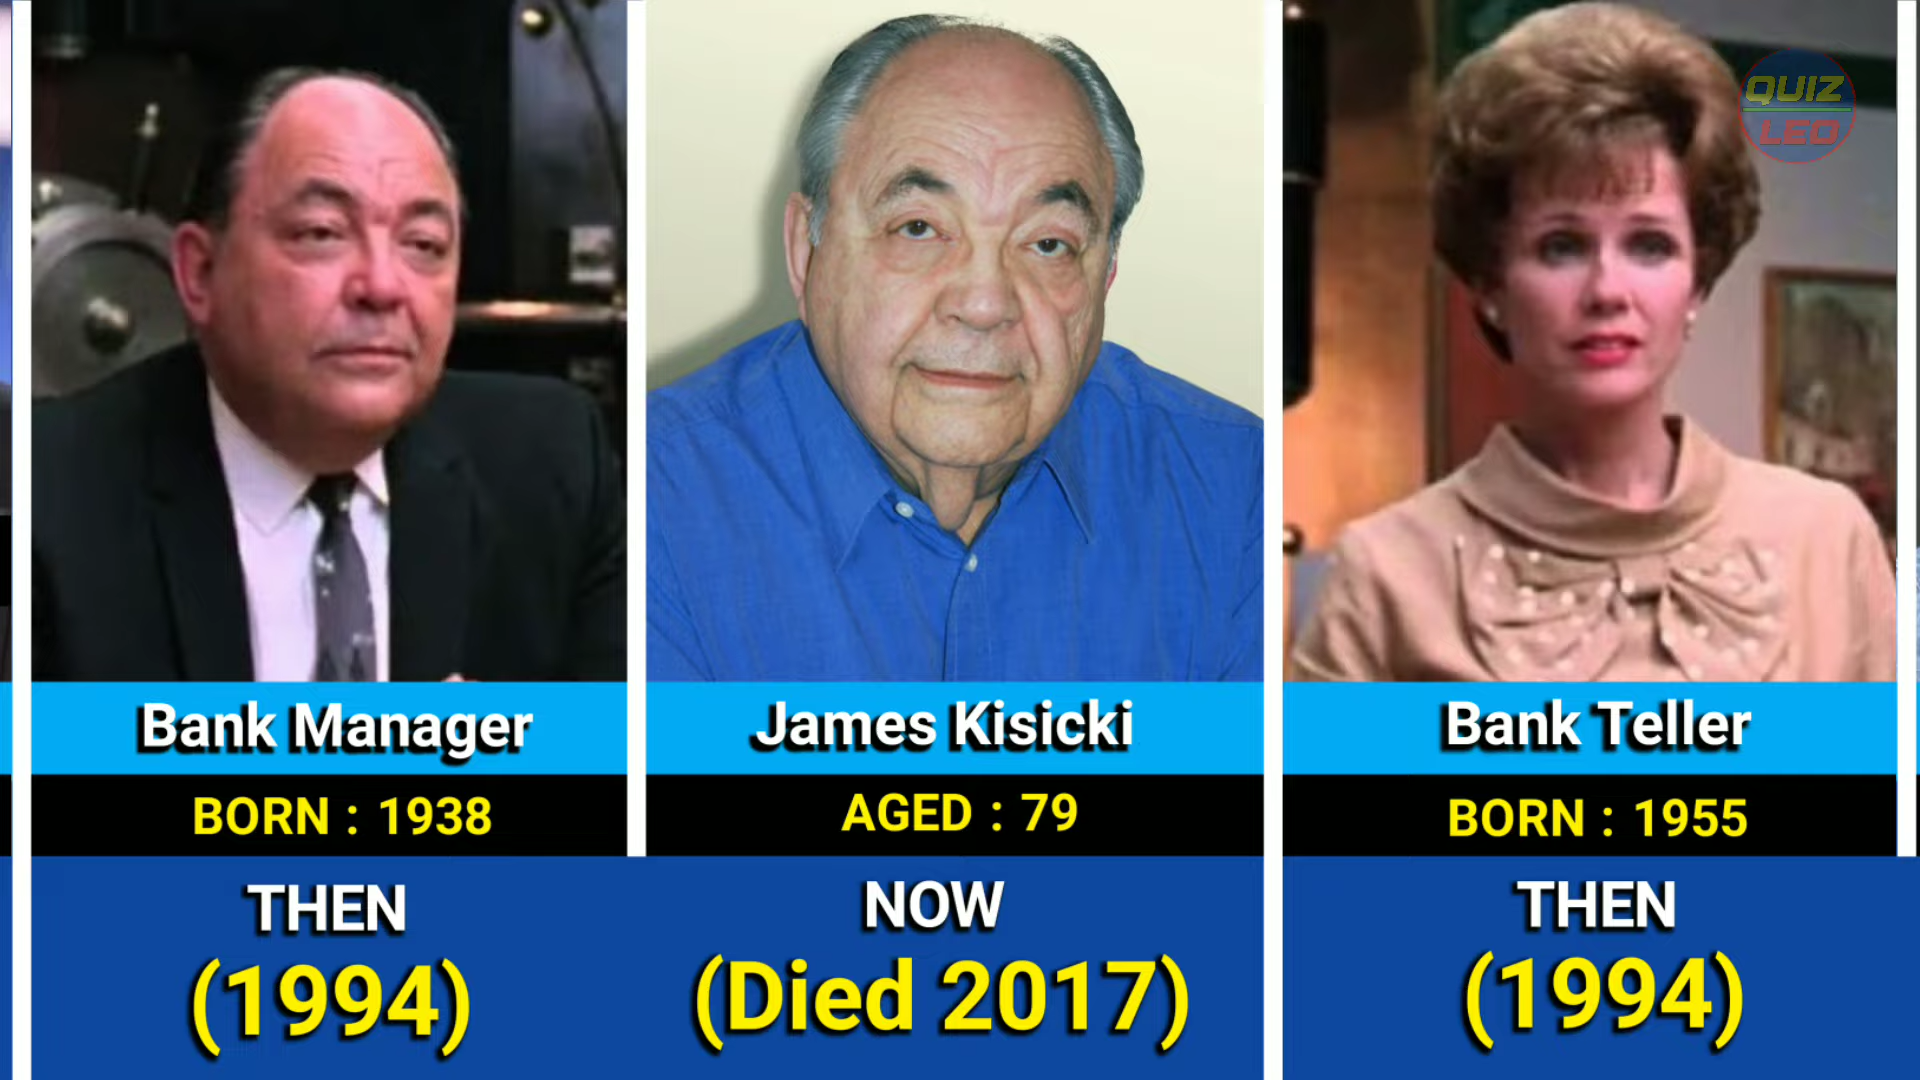 QUIZ
LEO
Bank Manager
BORN : 1938
THEN
(1994)
James Kisicki
AGED : 79
NOW
(Died 2017)
Bank Teller
BORN : 1955
THEN
(1994)